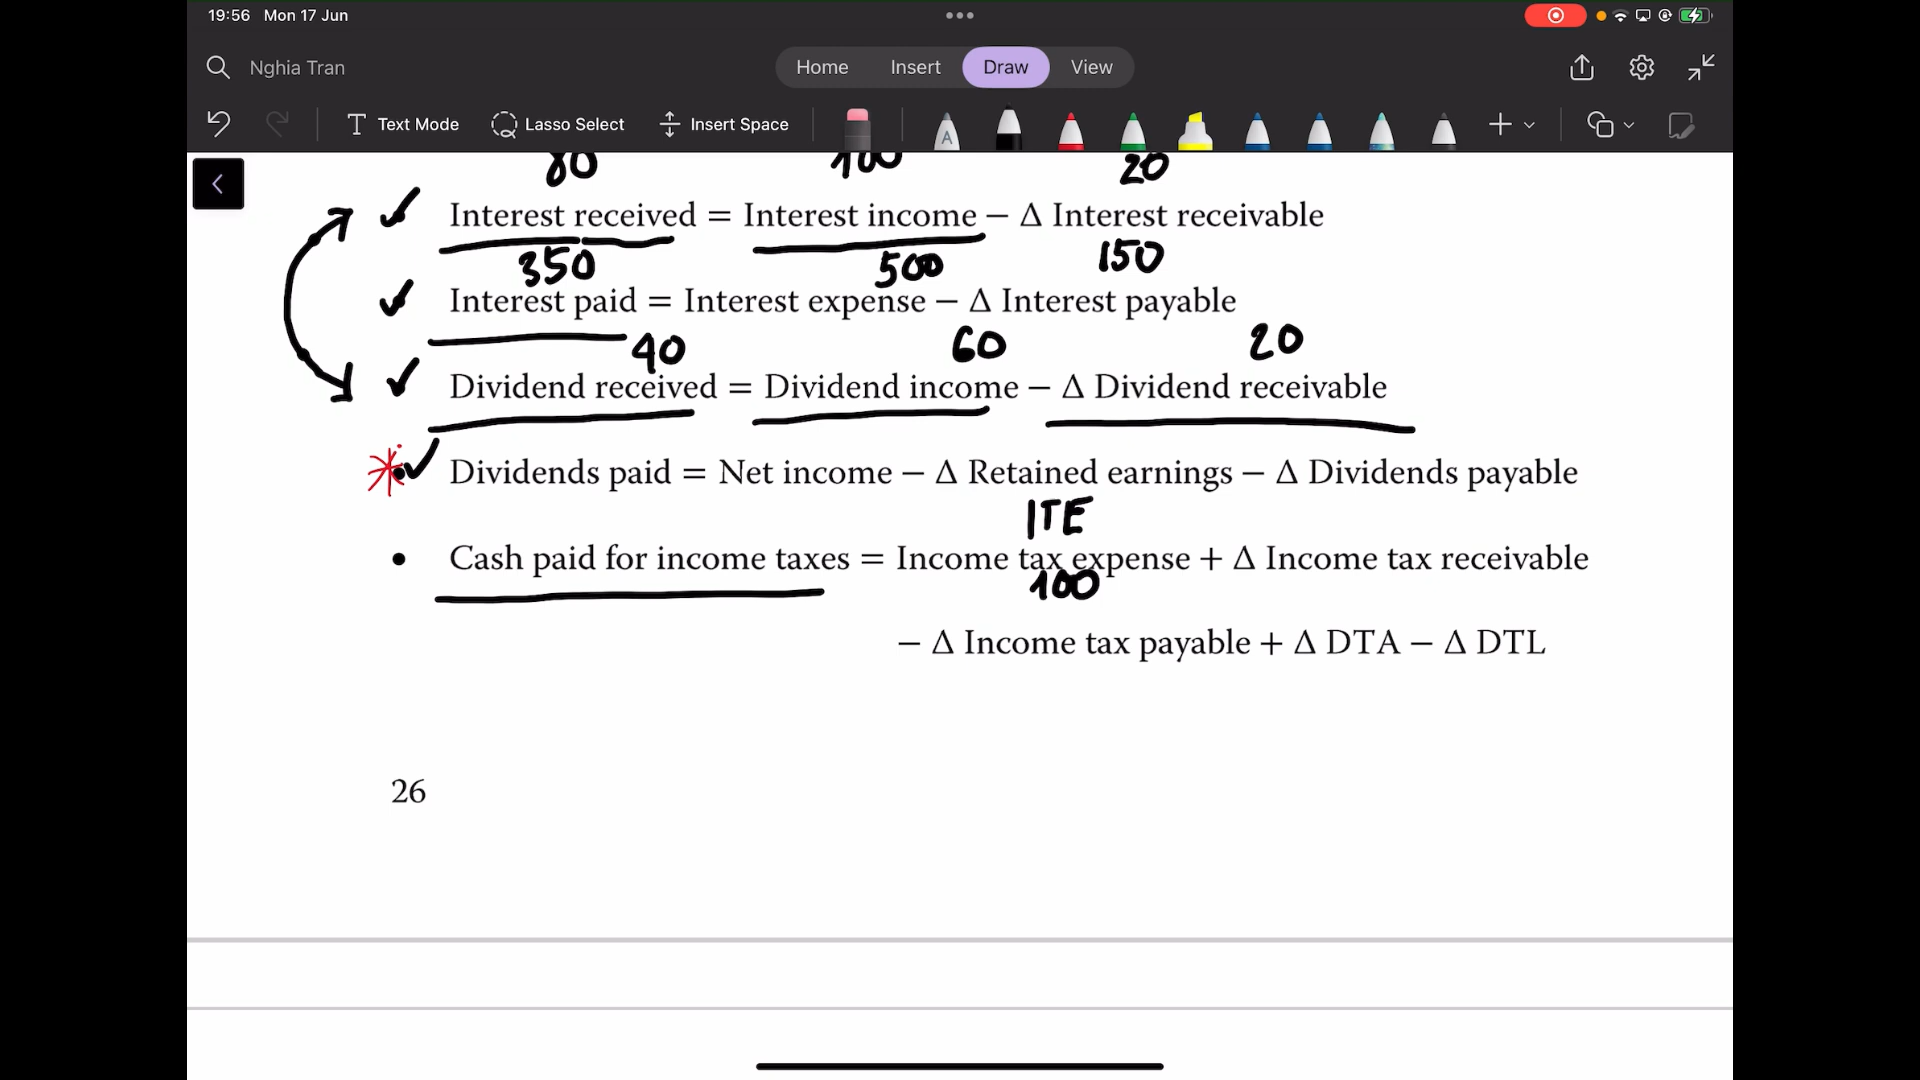 19:56 Mon 17 Jun
Nghia Tran
Home Insert Draw View
Text Mode Lasso Select Insert Space
A
80 100 20
Interest received = Interest income − Δ Interest receivable
350 500 150
Interest paid = Interest expense − Δ Interest payable
40 60 20
Dividend received = Dividend income − Δ Dividend receivable
Dividends paid = Net income − Δ Retained earnings − Δ Dividends payable
ITE
• Cash paid for income taxes = Income tax expense + Δ Income tax receivable
100
− Δ Income tax payable + Δ DTA − Δ DTL
26